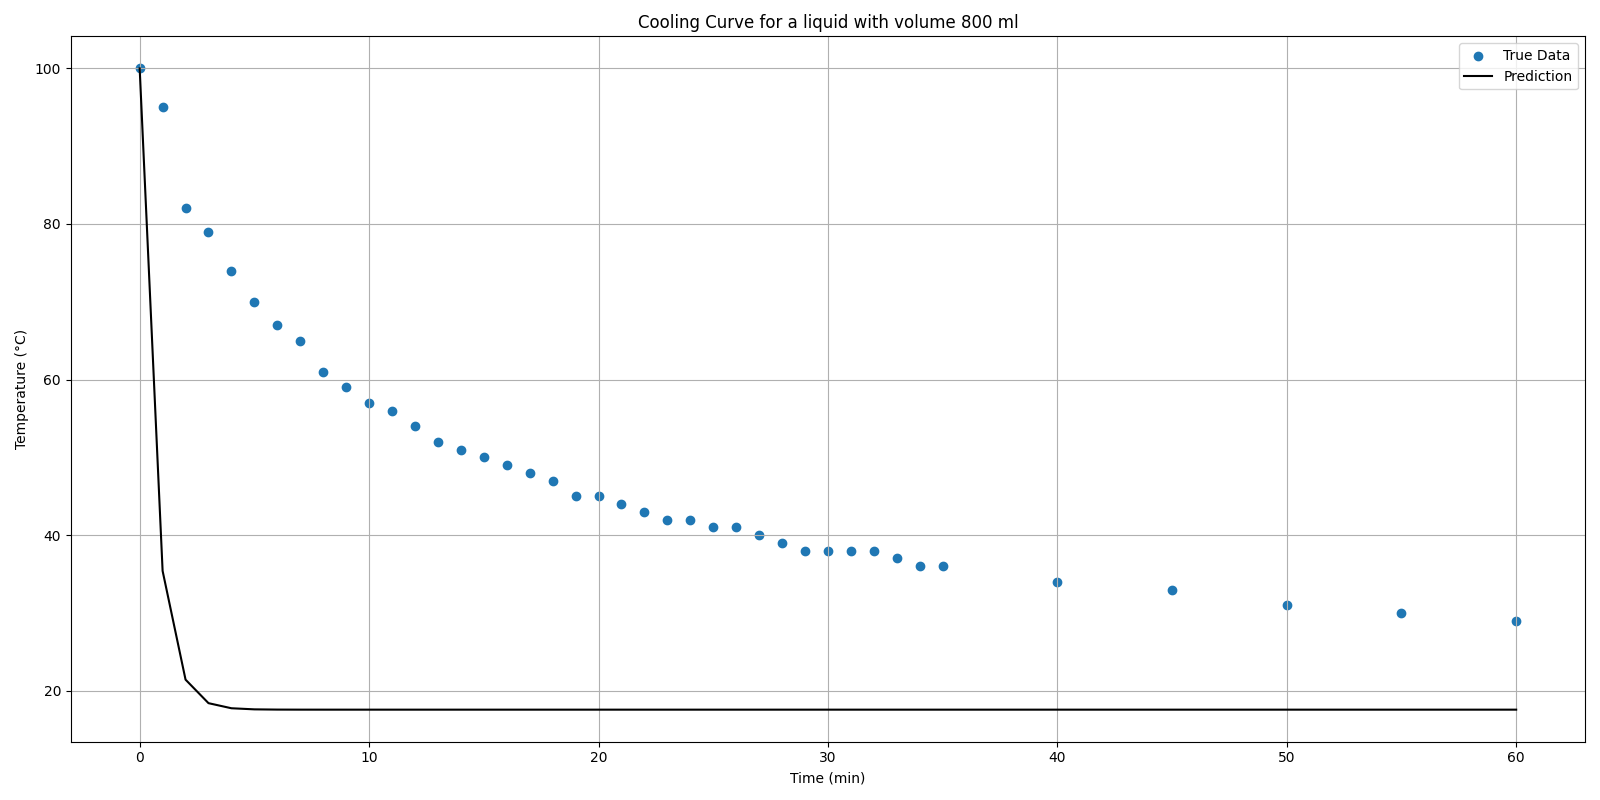 Cooling Curve for a liquid with volume 800 ml
True Data
Prediction
100
80
60
40
20
Temperature (°C)
0 10 20 30 40 50 60
Time (min)